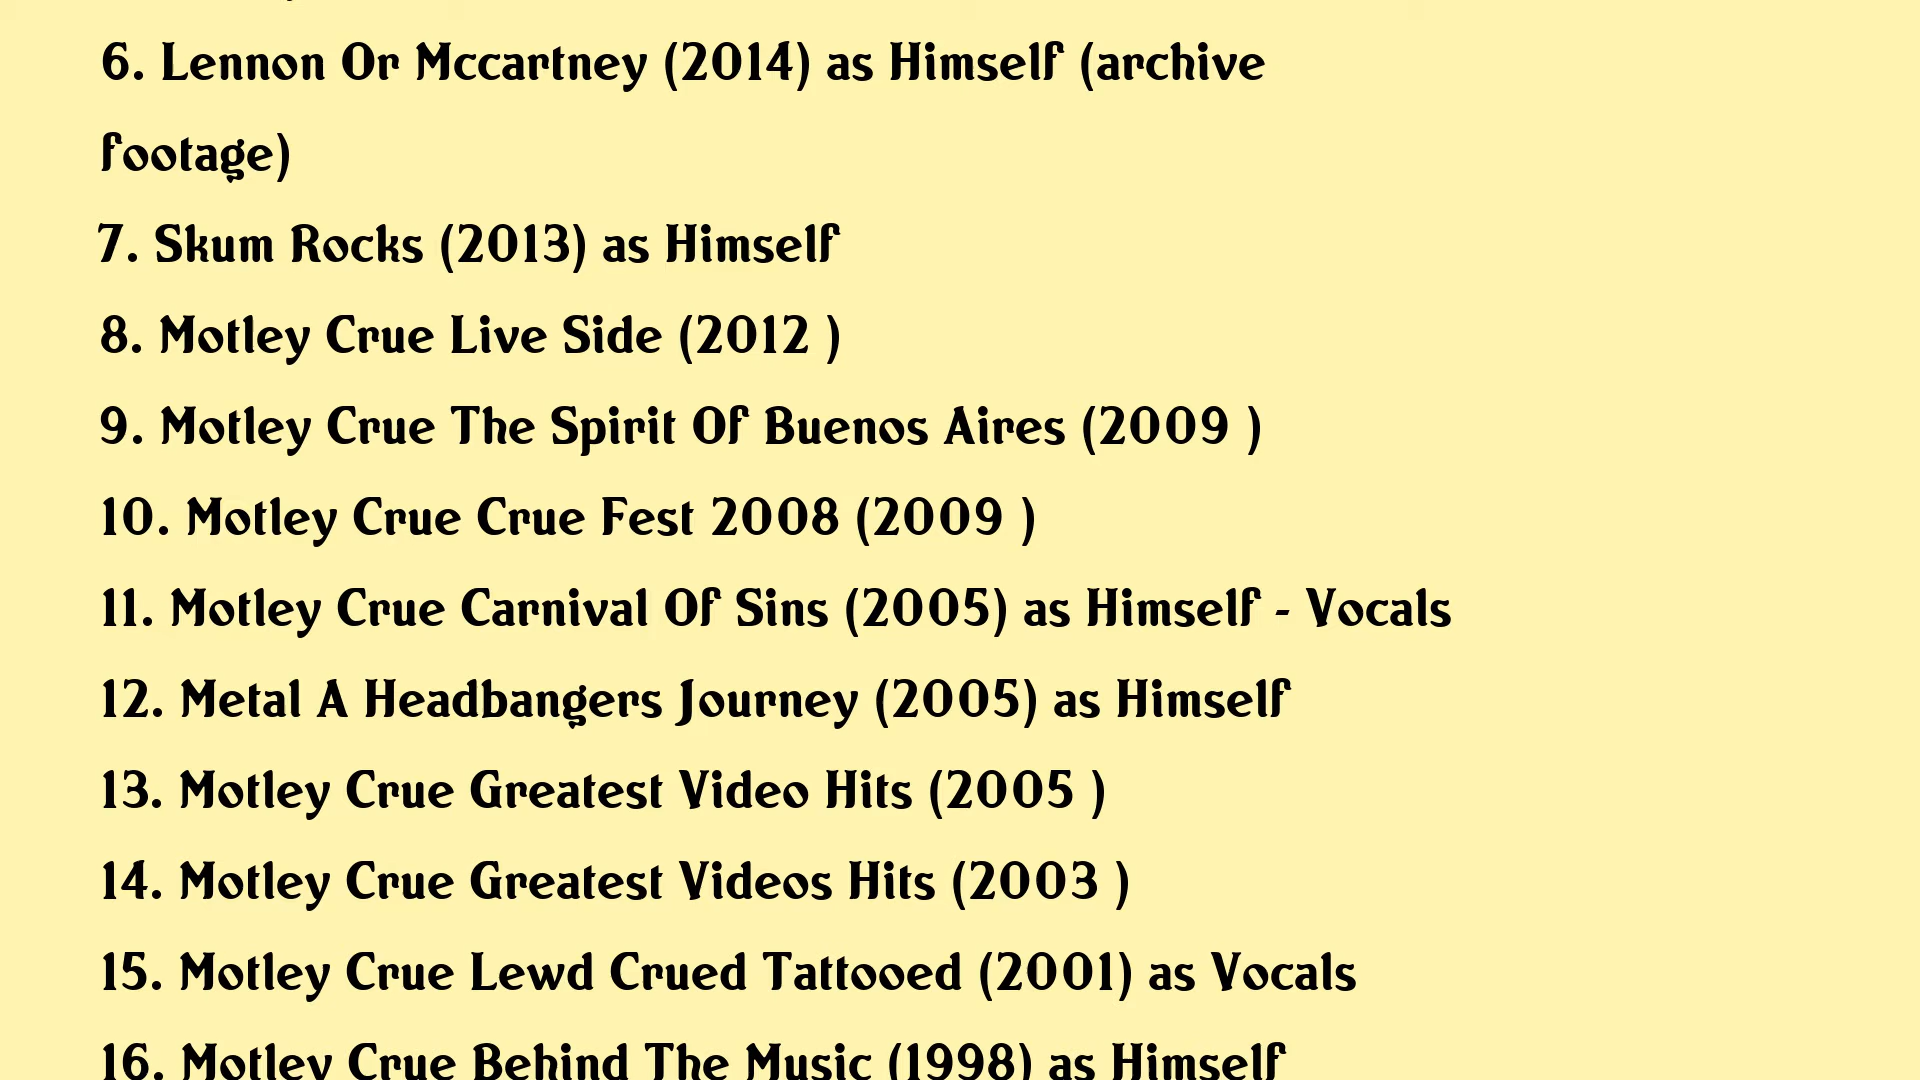 6. Lennon Or Mccartney (2014) as Himself (archive
footage)
7. Skum Rocks (2013) as Himself
8. Motley Crue Live Side (2012 )
9. Motley Crue The Spirit Of Buenos Aires (2009 )
10. Motley Crue Crue Fest 2008 (2009 )
11. Motley Crue Carnival Of Sins (2005) as Himself - Vocals
12. Metal A Headbangers Journey (2005) as Himself
13. Motley Crue Greatest Video Hits (2005 )
14. Motley Crue Greatest Videos Hits (2003 )
15. Motley Crue Lewd Crued Tattooed (2001) as Vocals
16. Motley Crue Behind The Music (1998) as Himself